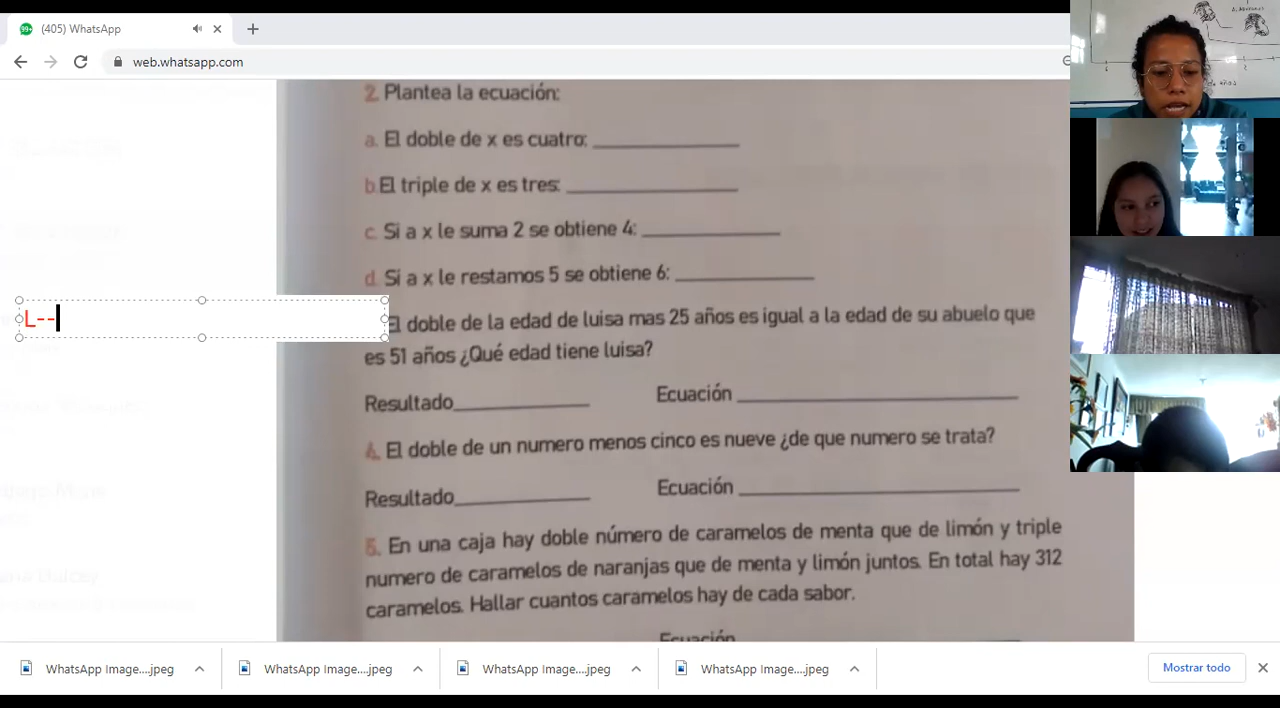 99+ (405) WhatsApp
web.whatsapp.com
2. Plantea la ecuación:
a. El doble de x es cuatro:
b. El triple de x es tres:
c. Si a x le suma 2 se obtiene 4:
d. Si a x le restamos 5 se obtiene 6:
L--
El doble de la edad de luisa mas 25 años es igual a la edad de su abuelo que
es 51 años ¿Qué edad tiene luisa?
Resultado Ecuación
4. El doble de un numero menos cinco es nueve ¿de que numero se trata?
Resultado Ecuación
5. En una caja hay doble número de caramelos de menta que de limón y triple
numero de caramelos de naranjas que de menta y limón juntos. En total hay 312
caramelos. Hallar cuantos caramelos hay de cada sabor.
Ecuación
WhatsApp Image....jpeg WhatsApp Image....jpeg WhatsApp Image....jpeg WhatsApp Image....jpeg Mostrar todo